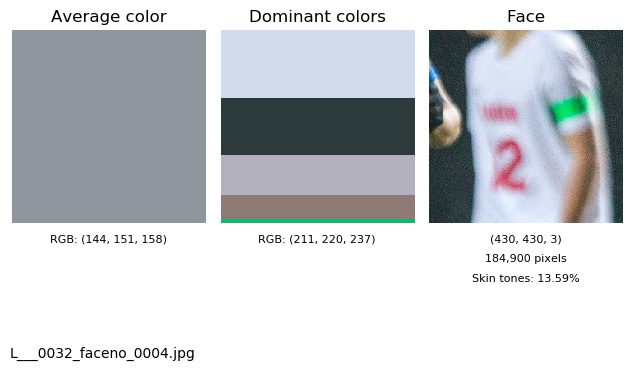 Average color
Dominant colors
Face
2
RGB: (144, 151, 158)
RGB: (211, 220, 237)
(430, 430, 3)
184,900 pixels
Skin tones: 13.59%
L___0032_faceno_0004.jpg